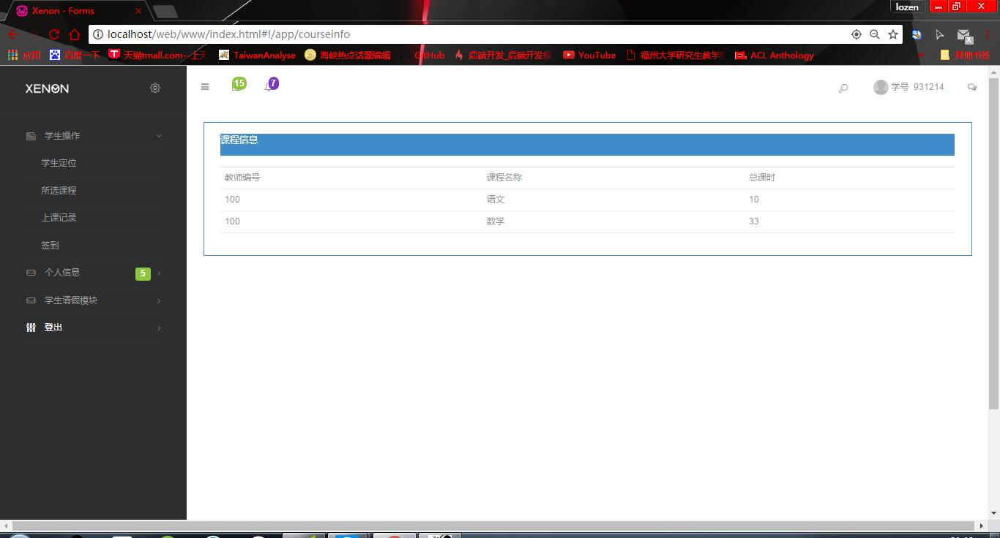 Xenon - Forms
lozen
localhost/web/www/index.html#!/app/courseinfo
应用 百度一下 天猫tmall.com--上天 TaiwanAnalyse 海峡热点话题编辑 GitHub 后端开发_后端开发视 YouTube 福州大学研究生教学管 ACL Anthology 其他书签
XENON
15 7 学号 931214
学生操作
学生定位
所选课程
上课记录
签到
个人信息 5
学生请假模块
登出
课程信息
教师编号 课程名称 总课时
100 语文 10
100 数学 33